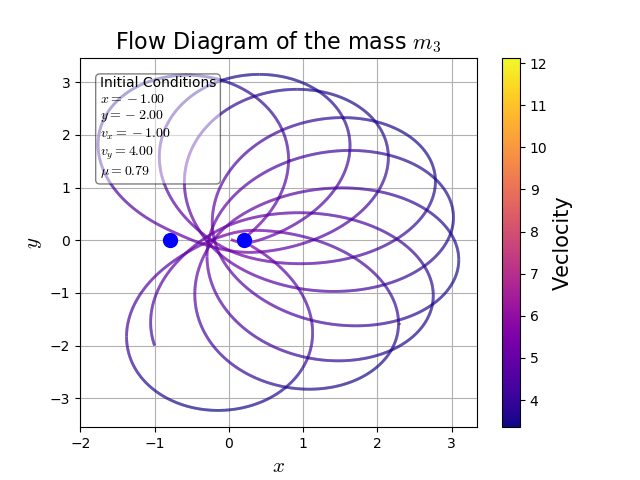 Flow Diagram of the mass m₃
Initial Conditions
x = −1.00
y = −2.00
vₓ = −1.00
v_y = 4.00
μ = 0.79
3
2
1
0
−1
−2
−3
y
−2
−1
0
1
2
3
x
12
11
10
9
8
7
6
5
4
Veclocity